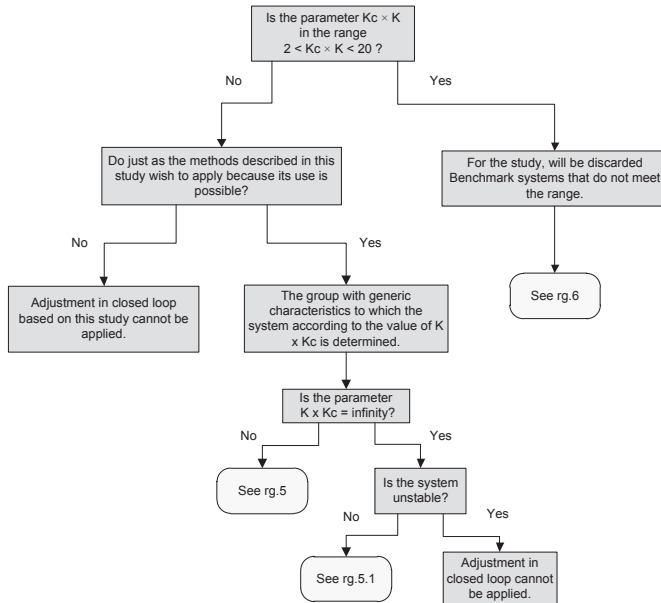 Is the parameter Kc × K
in the range
2 < Kc × K < 20 ?
No
Yes
Do just as the methods described in this
study wish to apply because its use is
possible?
For the study, will be discarded
Benchmark systems that do not meet
the range.
No
Yes
See rg.6
Adjustment in closed loop
based on this study cannot be
applied.
The group with generic
characteristics to which the
system according to the value of K
x Kc is determined.
Is the parameter
K x Kc = infinity?
No
Yes
See rg.5
Is the system
unstable?
No
Yes
See rg.5.1
Adjustment in
closed loop cannot
be applied.